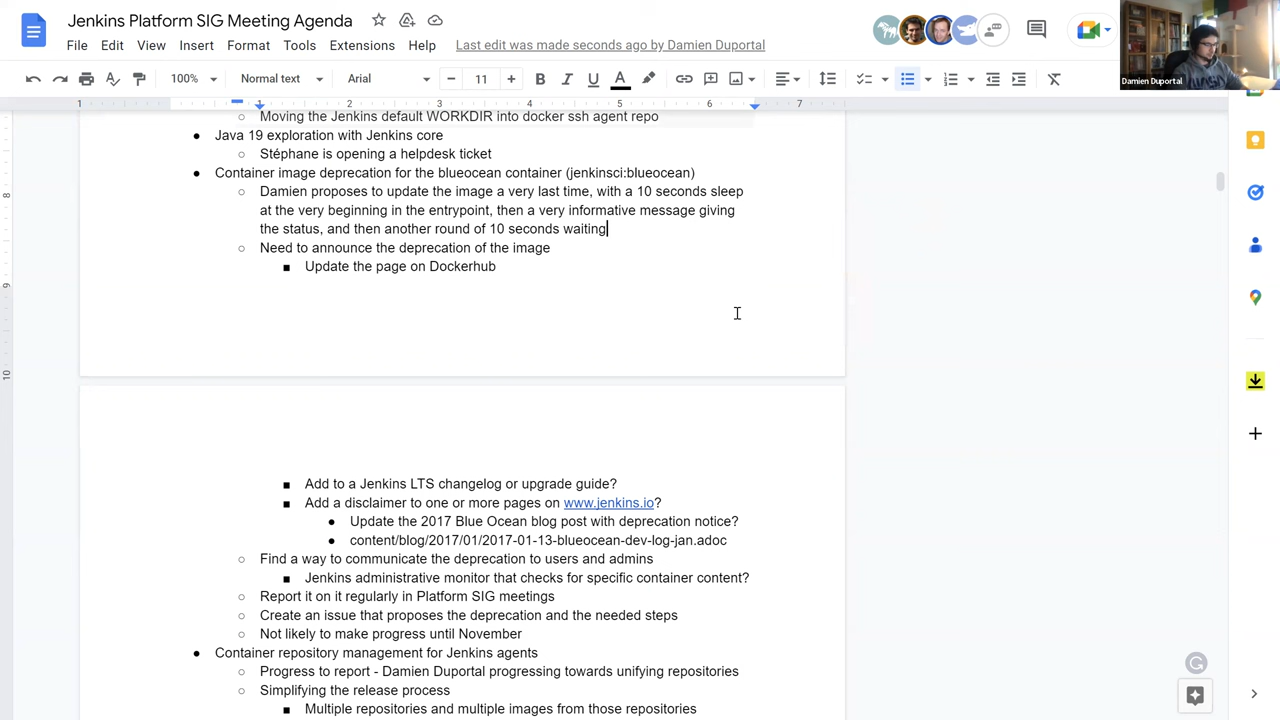 Jenkins Platform SIG Meeting Agenda
File Edit View Insert Format Tools Extensions Help Last edit was made seconds ago by Damien Duportal
Damien Duportal
100% Normal text Arial 11
1 1 2 3 4 5 6 7
Moving the Jenkins default WORKDIR into docker ssh agent repo
Java 19 exploration with Jenkins core
Stéphane is opening a helpdesk ticket
Container image deprecation for the blueocean container (jenkinsci:blueocean)
Damien proposes to update the image a very last time, with a 10 seconds sleep
at the very beginning in the entrypoint, then a very informative message giving
the status, and then another round of 10 seconds waiting
Need to announce the deprecation of the image
Update the page on Dockerhub
Add to a Jenkins LTS changelog or upgrade guide?
Add a disclaimer to one or more pages on www.jenkins.io?
Update the 2017 Blue Ocean blog post with deprecation notice?
content/blog/2017/01/2017-01-13-blueocean-dev-log-jan.adoc
Find a way to communicate the deprecation to users and admins
Jenkins administrative monitor that checks for specific container content?
Report it on it regularly in Platform SIG meetings
Create an issue that proposes the deprecation and the needed steps
Not likely to make progress until November
Container repository management for Jenkins agents
Progress to report - Damien Duportal progressing towards unifying repositories
Simplifying the release process
Multiple repositories and multiple images from those repositories
8
9
10